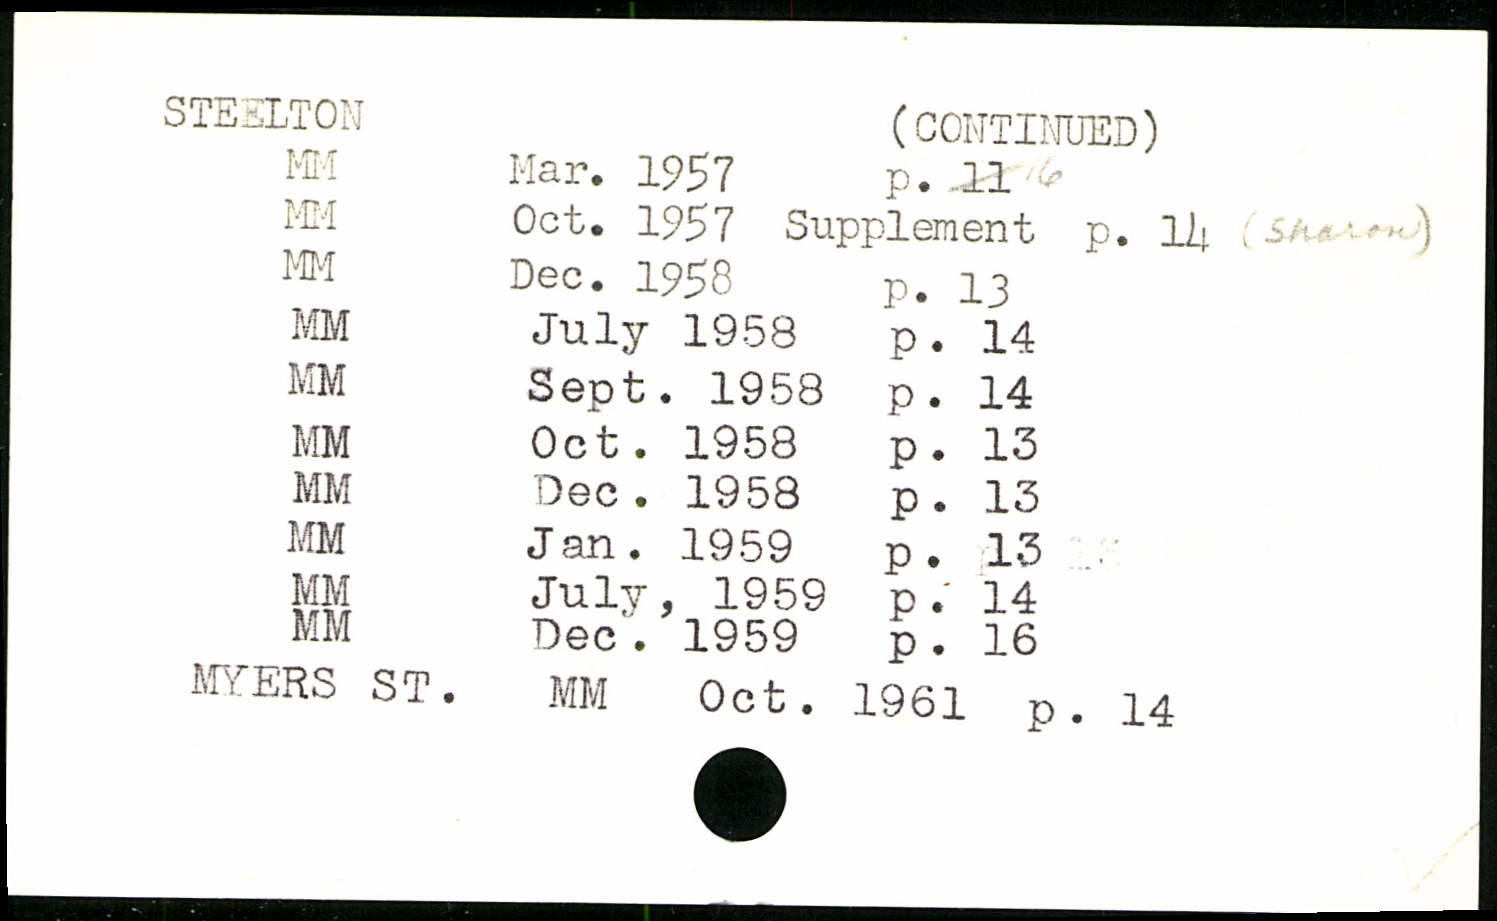 STEELTON (CONTINUED)
MM Mar. 1957 p. 11 16
MM Oct. 1957 Supplement p. 14 (Sharon)
MM Dec. 1958 p. 13
MM July 1958 p. 14
MM Sept. 1958 p. 14
MM Oct. 1958 p. 13
MM Dec. 1958 p. 13
MM Jan. 1959 p. 13
MM July, 1959 p. 14
MM Dec. 1959 p. 16
MYERS ST. MM Oct. 1961 p. 14